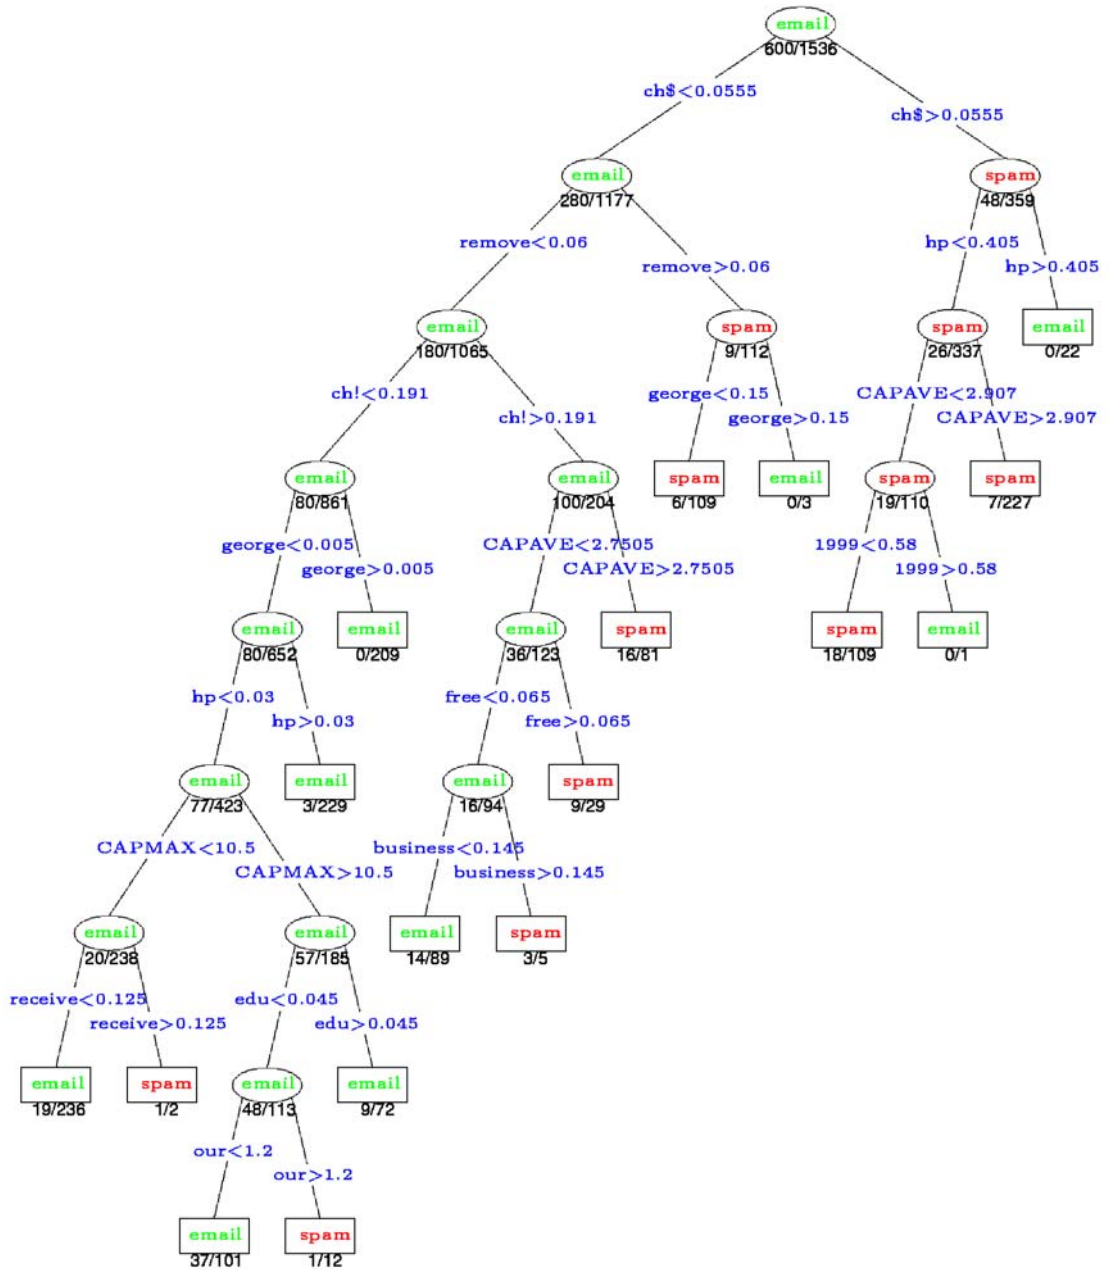 email
600/1536
ch$<0.0555
ch$>0.0555
email
280/1177
spam
48/359
remove<0.06
remove>0.06
hp<0.405
hp>0.405
email
180/1065
spam
9/112
spam
26/337
email
0/22
ch!<0.191
ch!>0.191
george<0.15
george>0.15
CAPAVE<2.907
CAPAVE>2.907
email
80/861
email
100/204
spam
6/109
email
0/3
spam
19/110
spam
7/227
george<0.005
george>0.005
CAPAVE<2.7505
CAPAVE>2.7505
1999<0.58
1999>0.58
email
80/652
email
0/209
email
36/123
spam
16/81
spam
18/109
email
0/1
hp<0.03
hp>0.03
free<0.065
free>0.065
email
77/423
email
3/229
email
16/94
spam
9/29
CAPMAX<10.5
CAPMAX>10.5
business<0.145
business>0.145
email
20/238
email
57/185
email
14/89
spam
3/5
receive<0.125
receive>0.125
edu<0.045
edu>0.045
email
19/236
spam
1/2
email
48/113
email
9/72
our<1.2
our>1.2
email
37/101
spam
1/12